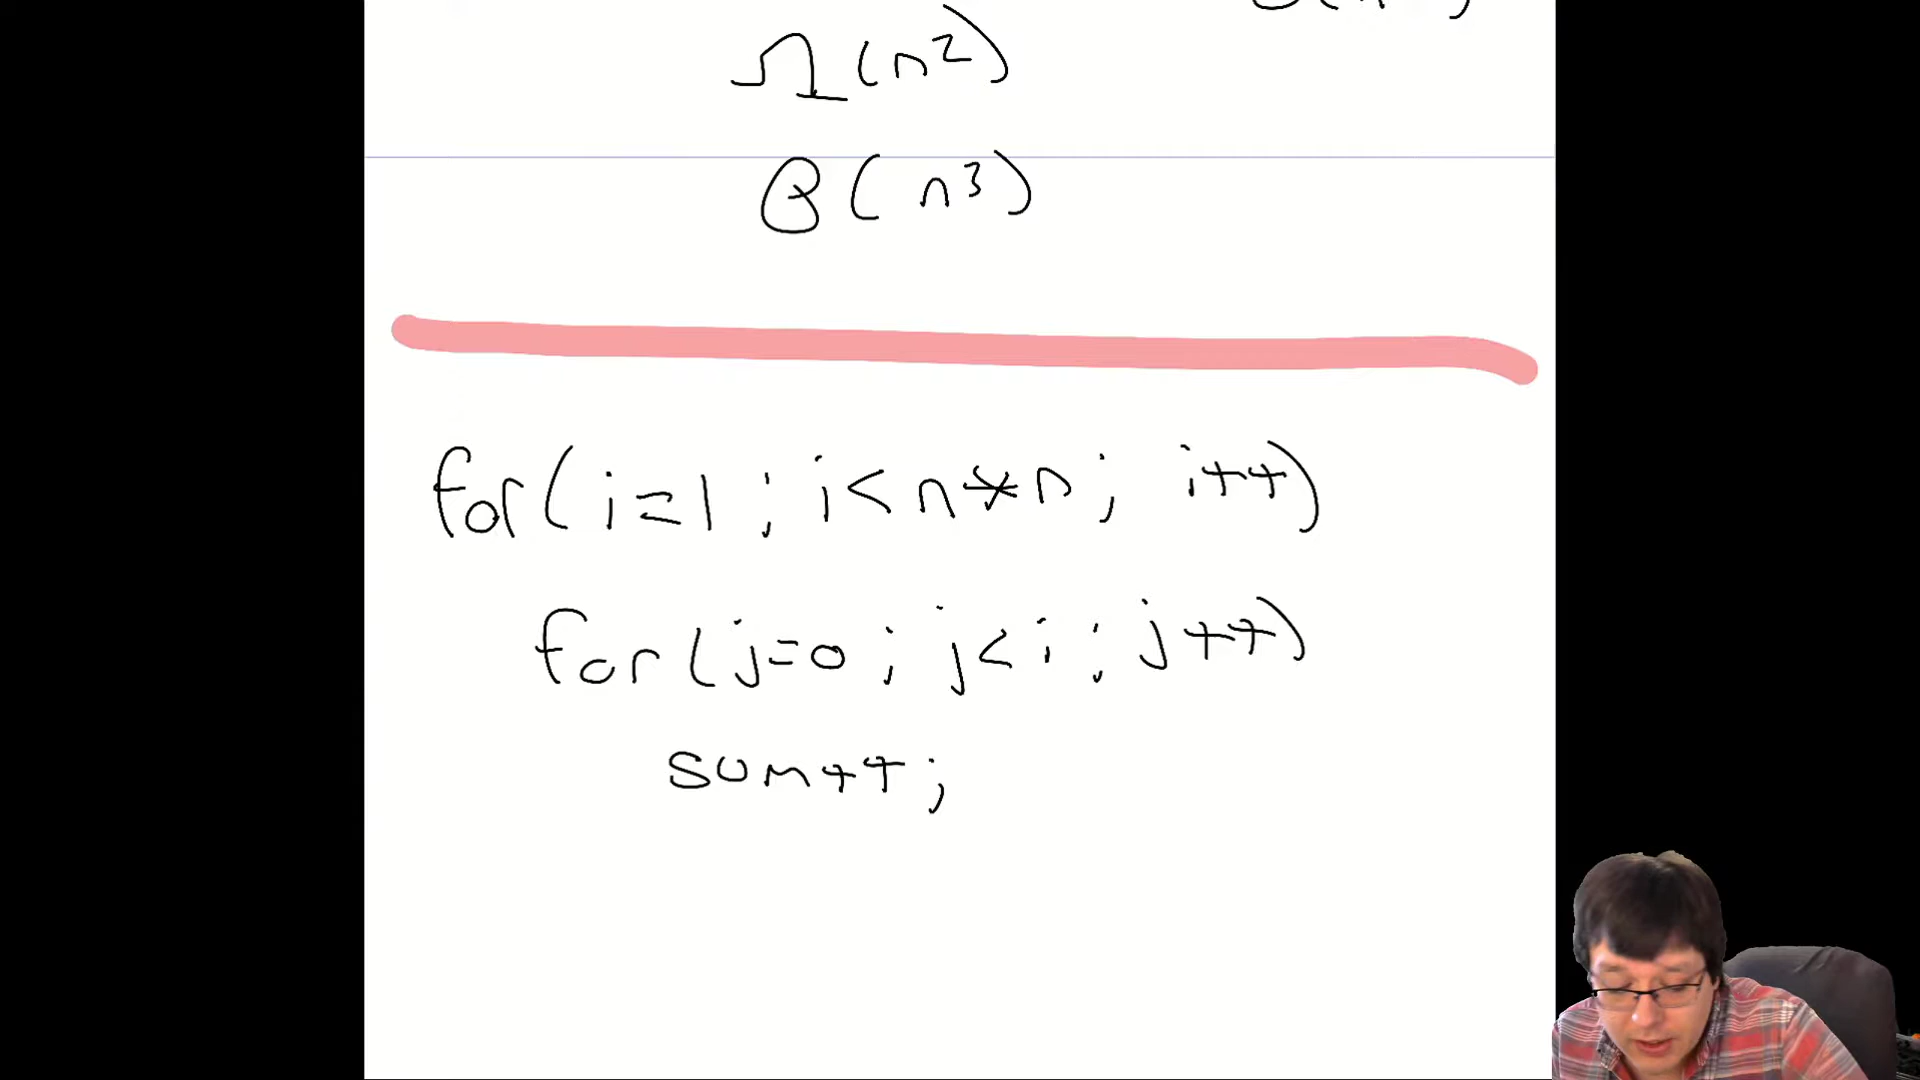 Ω(n²)
Θ(n³)
for(i=1; i<n*n; i++)
for(j=0; j<i; j++)
sum++;